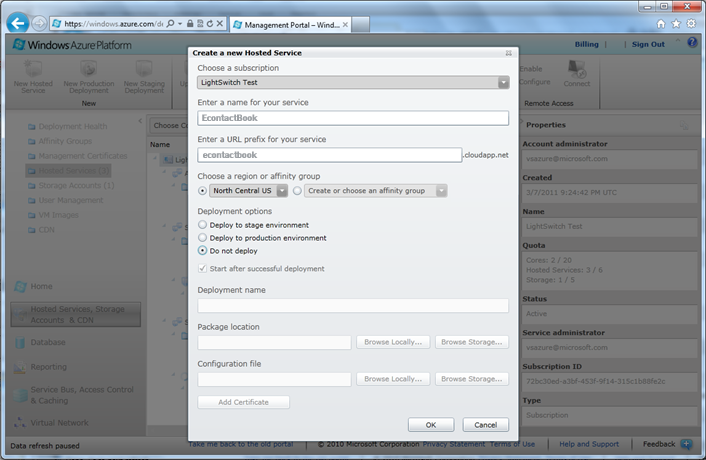 https://windows.azure.com/de
Management Portal – Wind...
Windows Azure Platform
Billing
Sign Out
New Hosted Service
New Production Deployment
New Staging Deployment
New
Enable
Configure
Connect
Remote Access
Deployment Health
Affinity Groups
Management Certificates
Hosted Services (3)
Storage Accounts (1)
User Management
VM Images
CDN
Home
Hosted Services, Storage
Accounts & CDN
Database
Reporting
Service Bus, Access Control
& Caching
Virtual Network
Name
Create a new Hosted Service
Choose a subscription
LightSwitch Test
Enter a name for your service
EcontactBook
Enter a URL prefix for your service
econtactbook
.cloudapp.net
Choose a region or affinity group
North Central US
Create or choose an affinity group
Deployment options
Deploy to stage environment
Deploy to production environment
Do not deploy
Start after successful deployment
Deployment name
Package location
Browse Locally...
Browse Storage...
Configuration file
Browse Locally...
Browse Storage...
Add Certificate
OK
Cancel
Properties
Account administrator
vsazure@microsoft.com
Created
3/7/2011 9:24:42 PM UTC
Name
LightSwitch Test
Quota
Cores: 2 / 20
Hosted Services: 3 / 6
Storage: 1 / 5
Status
Active
Service administrator
vsazure@microsoft.com
Subscription ID
Type
Subscription
Data refresh paused
Take me back to the old portal
© 2010 Microsoft Corporation
Privacy Statement
Terms of Use
Help and Support
Feedback